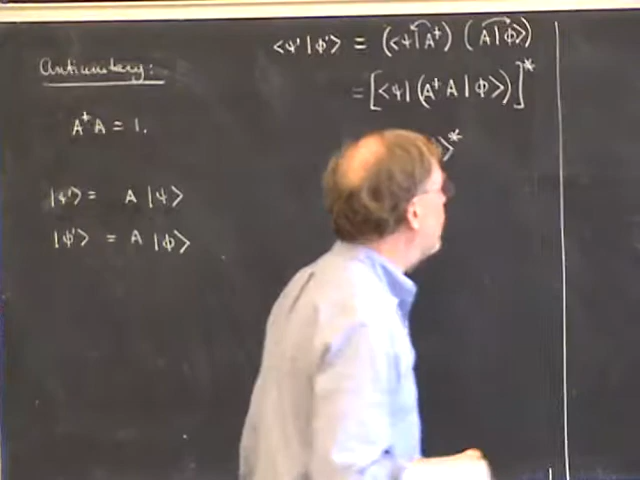 Antiunitary:
A⁺A = 1.
|ψ'> = A |ψ>
|φ'> = A |φ>
<ψ'|φ'> = (<ψ|A⁺) (A|φ>)
= [<ψ| (A⁺ A |φ>)]*
>*